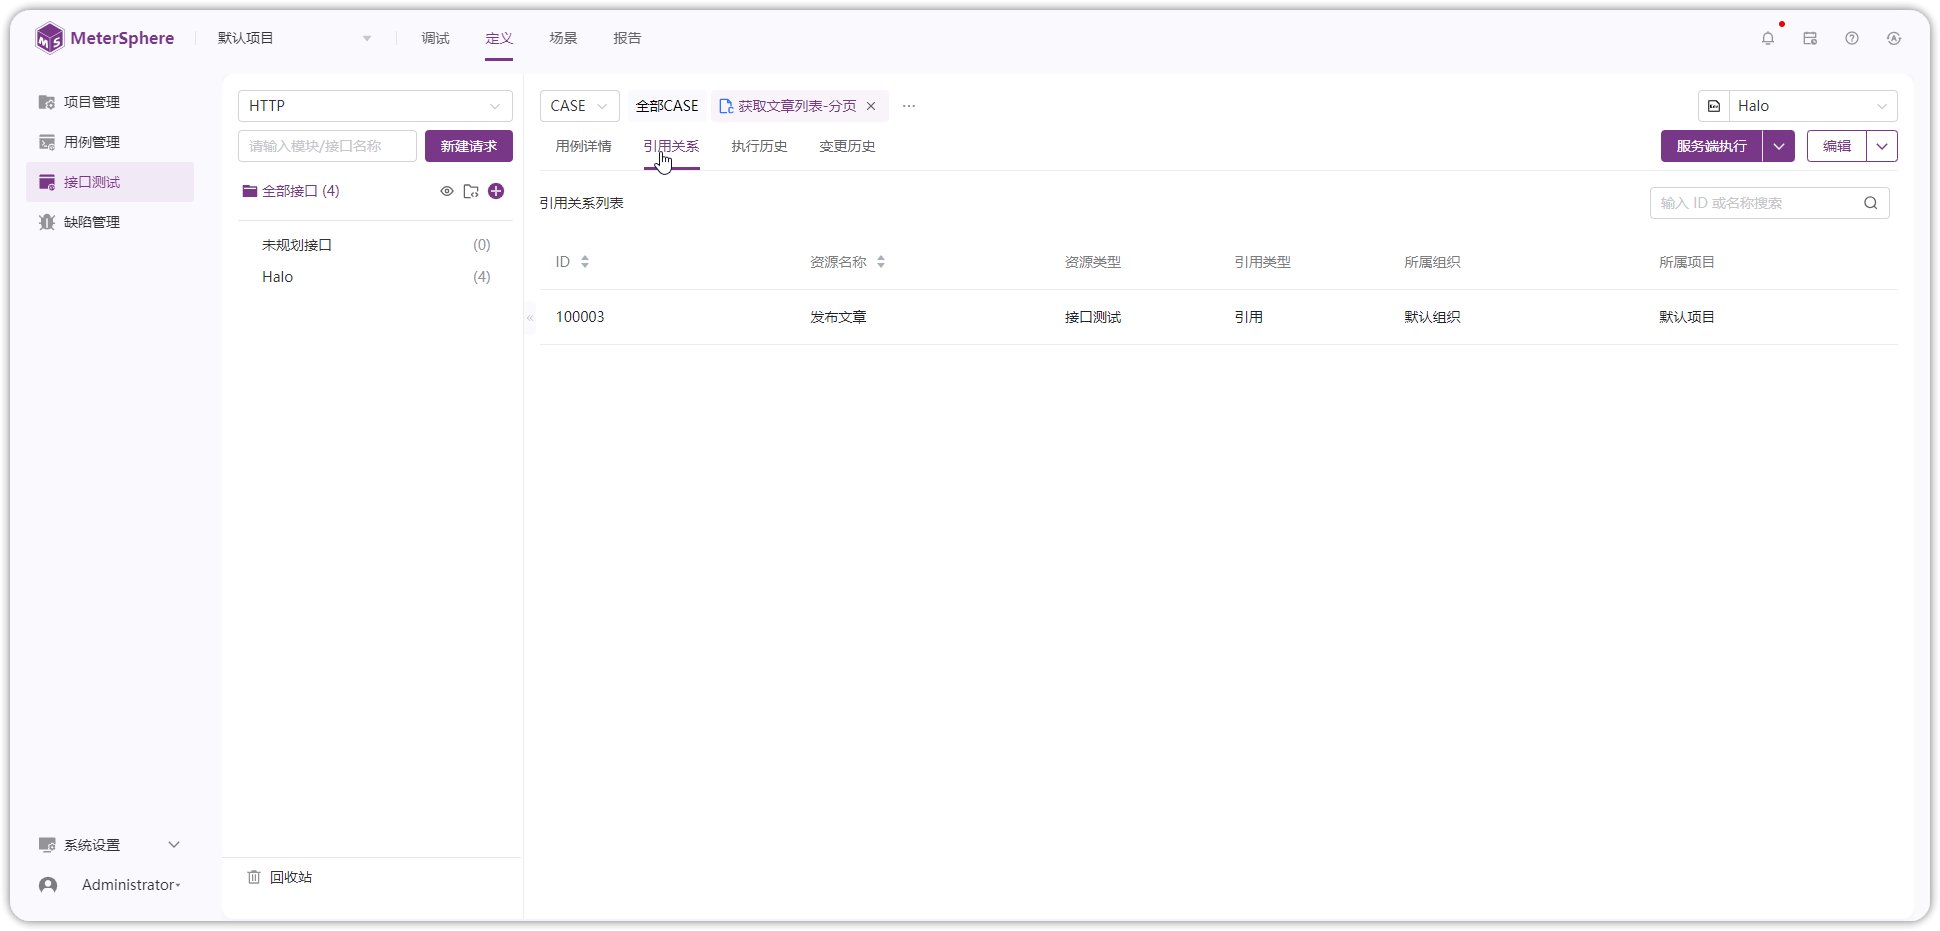 MeterSphere
默认项目
调试
定义
场景
报告
项目管理
用例管理
接口测试
缺陷管理
系统设置
Administrator
HTTP
请输入模块/接口名称
新建请求
全部接口 (4)
未规划接口 (0)
Halo (4)
回收站
CASE
全部CASE
获取文章列表-分页
Halo
用例详情
引用关系
执行历史
变更历史
服务端执行
编辑
引用关系列表
输入 ID 或名称搜索
ID 资源名称 资源类型 引用类型 所属组织 所属项目
100003 发布文章 接口测试 引用 默认组织 默认项目